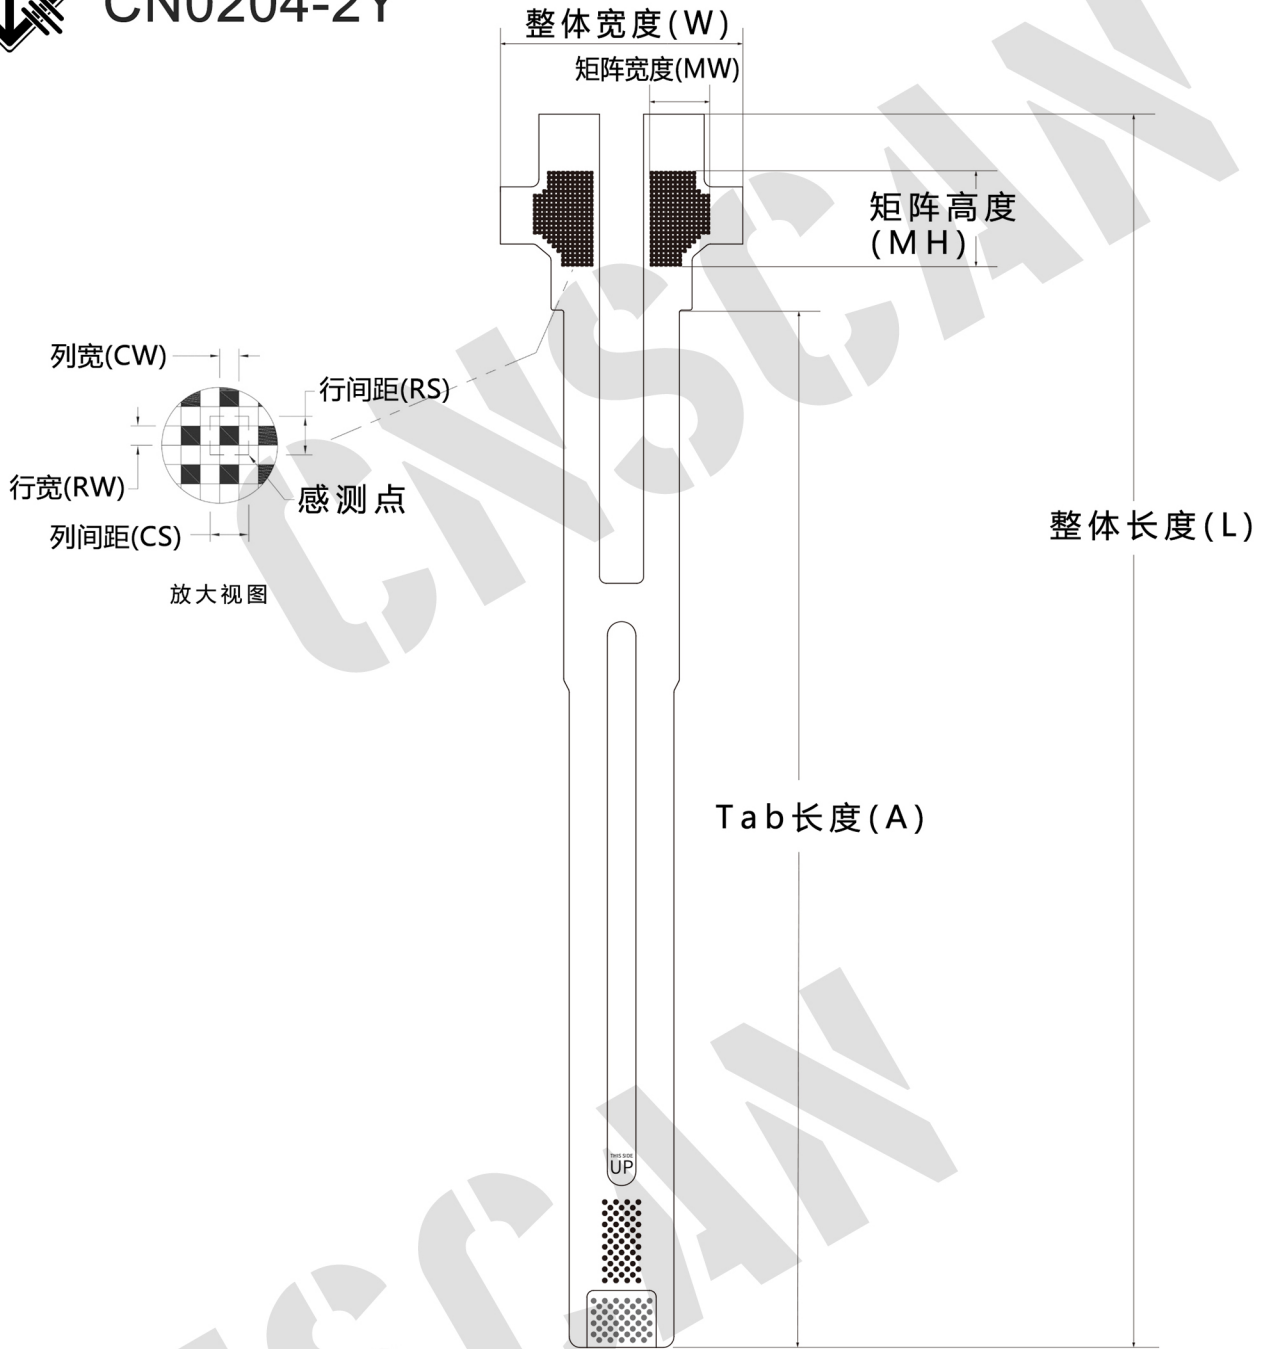 CN0204-2Y
整体宽度(W)
矩阵宽度(MW)
矩阵高度
(MH)
列宽(CW)
行间距(RS)
行宽(RW)
感测点
列间距(CS)
放大视图
整体长度(L)
Tab长度(A)
THIS SIDE
UP
CNSCAN
CNSCAN